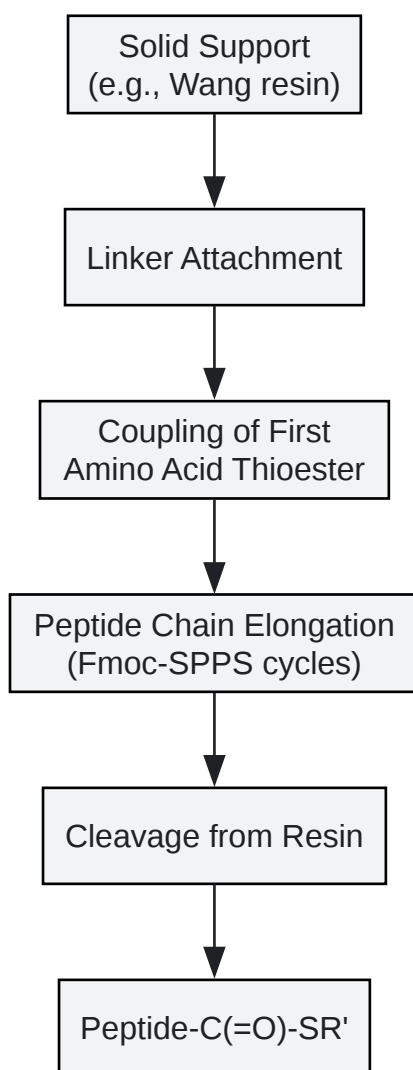 Solid Support
(e.g., Wang resin)
Linker Attachment
Coupling of First
Amino Acid Thioester
Peptide Chain Elongation
(Fmoc-SPPS cycles)
Cleavage from Resin
Peptide-C(=O)-SR'